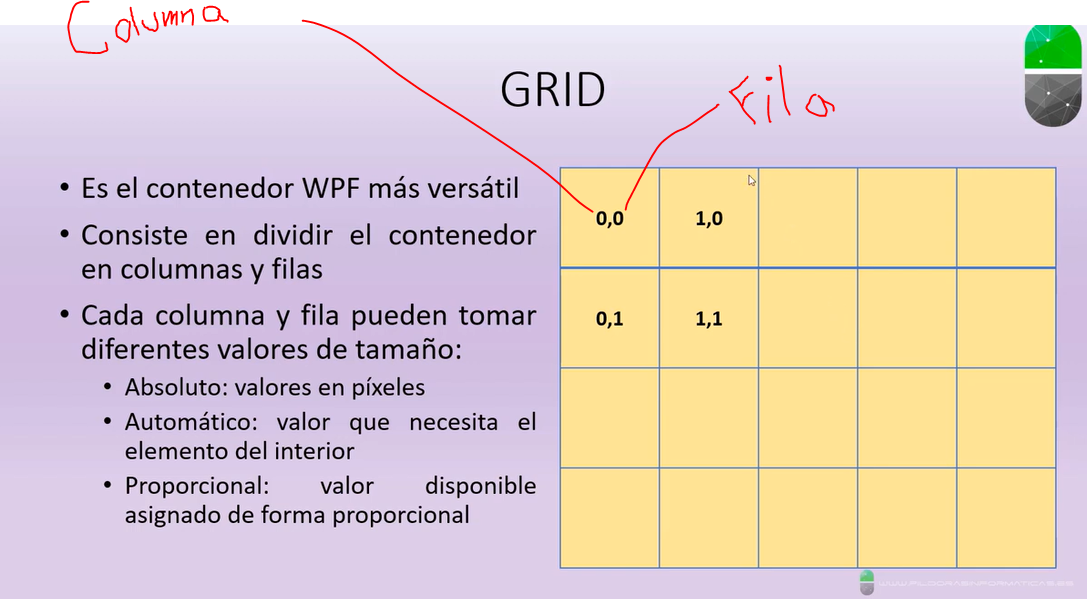 Columna
GRID
Fila
• Es el contenedor WPF más versátil
• Consiste en dividir el contenedor
en columnas y filas
• Cada columna y fila pueden tomar
diferentes valores de tamaño:
• Absoluto: valores en píxeles
• Automático: valor que necesita el
elemento del interior
• Proporcional: valor disponible
asignado de forma proporcional
0,0 1,0
0,1 1,1
WWW.PILDORASINFORMATICAS.ES